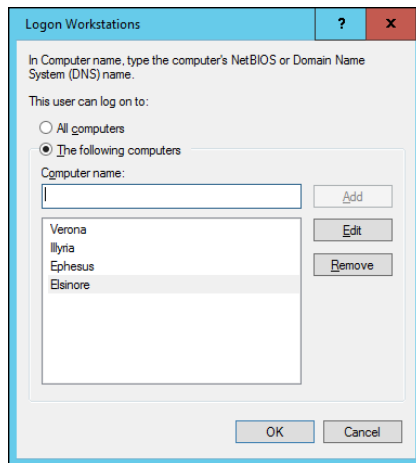 Logon Workstations
? x
In Computer name, type the computer's NetBIOS or Domain Name
System (DNS) name.
This user can log on to:
All computers
The following computers
Computer name:
Add
Verona
Illyria
Ephesus
Elsinore
Edit
Remove
OK
Cancel